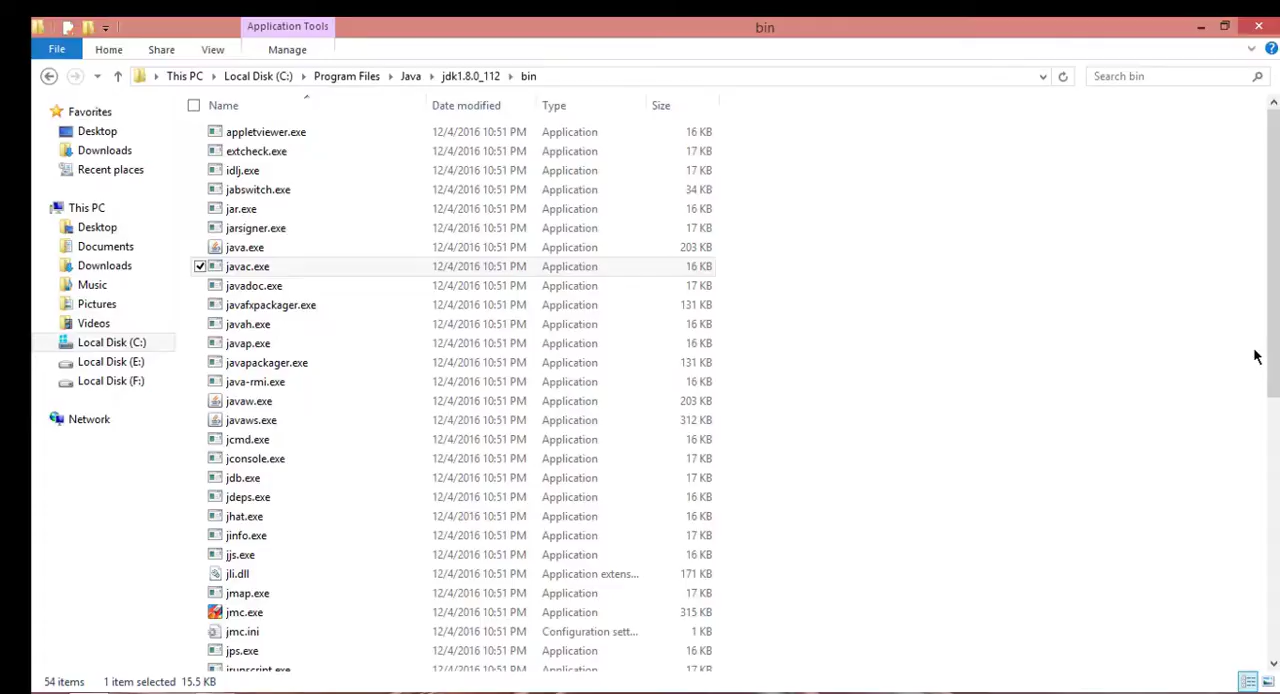 Application Tools
bin
File Home Share View Manage
This PC Local Disk (C:) Program Files Java jdk1.8.0_112 bin
Search bin
Name Date modified Type Size
Favorites
Desktop
Downloads
Recent places
This PC
Desktop
Documents
Downloads
Music
Pictures
Videos
Local Disk (C:)
Local Disk (E:)
Local Disk (F:)
Network
appletviewer.exe 12/4/2016 10:51 PM Application 16 KB
extcheck.exe 12/4/2016 10:51 PM Application 17 KB
idlj.exe 12/4/2016 10:51 PM Application 17 KB
jabswitch.exe 12/4/2016 10:51 PM Application 34 KB
jar.exe 12/4/2016 10:51 PM Application 16 KB
jarsigner.exe 12/4/2016 10:51 PM Application 17 KB
java.exe 12/4/2016 10:51 PM Application 203 KB
javac.exe 12/4/2016 10:51 PM Application 16 KB
javadoc.exe 12/4/2016 10:51 PM Application 17 KB
javafxpackager.exe 12/4/2016 10:51 PM Application 131 KB
javah.exe 12/4/2016 10:51 PM Application 16 KB
javap.exe 12/4/2016 10:51 PM Application 16 KB
javapackager.exe 12/4/2016 10:51 PM Application 131 KB
java-rmi.exe 12/4/2016 10:51 PM Application 16 KB
javaw.exe 12/4/2016 10:51 PM Application 203 KB
javaws.exe 12/4/2016 10:51 PM Application 312 KB
jcmd.exe 12/4/2016 10:51 PM Application 16 KB
jconsole.exe 12/4/2016 10:51 PM Application 17 KB
jdb.exe 12/4/2016 10:51 PM Application 17 KB
jdeps.exe 12/4/2016 10:51 PM Application 16 KB
jhat.exe 12/4/2016 10:51 PM Application 16 KB
jinfo.exe 12/4/2016 10:51 PM Application 17 KB
jjs.exe 12/4/2016 10:51 PM Application 16 KB
jli.dll 12/4/2016 10:51 PM Application extens... 171 KB
jmap.exe 12/4/2016 10:51 PM Application 17 KB
jmc.exe 12/4/2016 10:51 PM Application 315 KB
jmc.ini 12/4/2016 10:51 PM Configuration sett... 1 KB
jps.exe 12/4/2016 10:51 PM Application 16 KB
jrunscript.exe 12/4/2016 10:51 PM Application 17 KB
54 items 1 item selected 15.5 KB